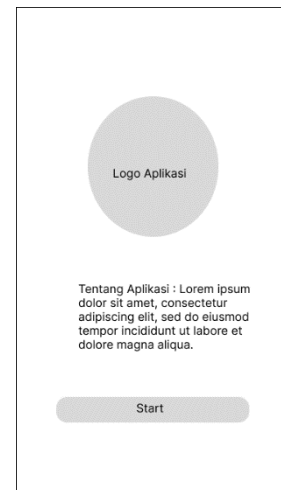 Logo Aplikasi
Tentang Aplikasi : Lorem ipsum
dolor sit amet, consectetur
adipiscing elit, sed do eiusmod
tempor incididunt ut labore et
dolore magna aliqua.
Start